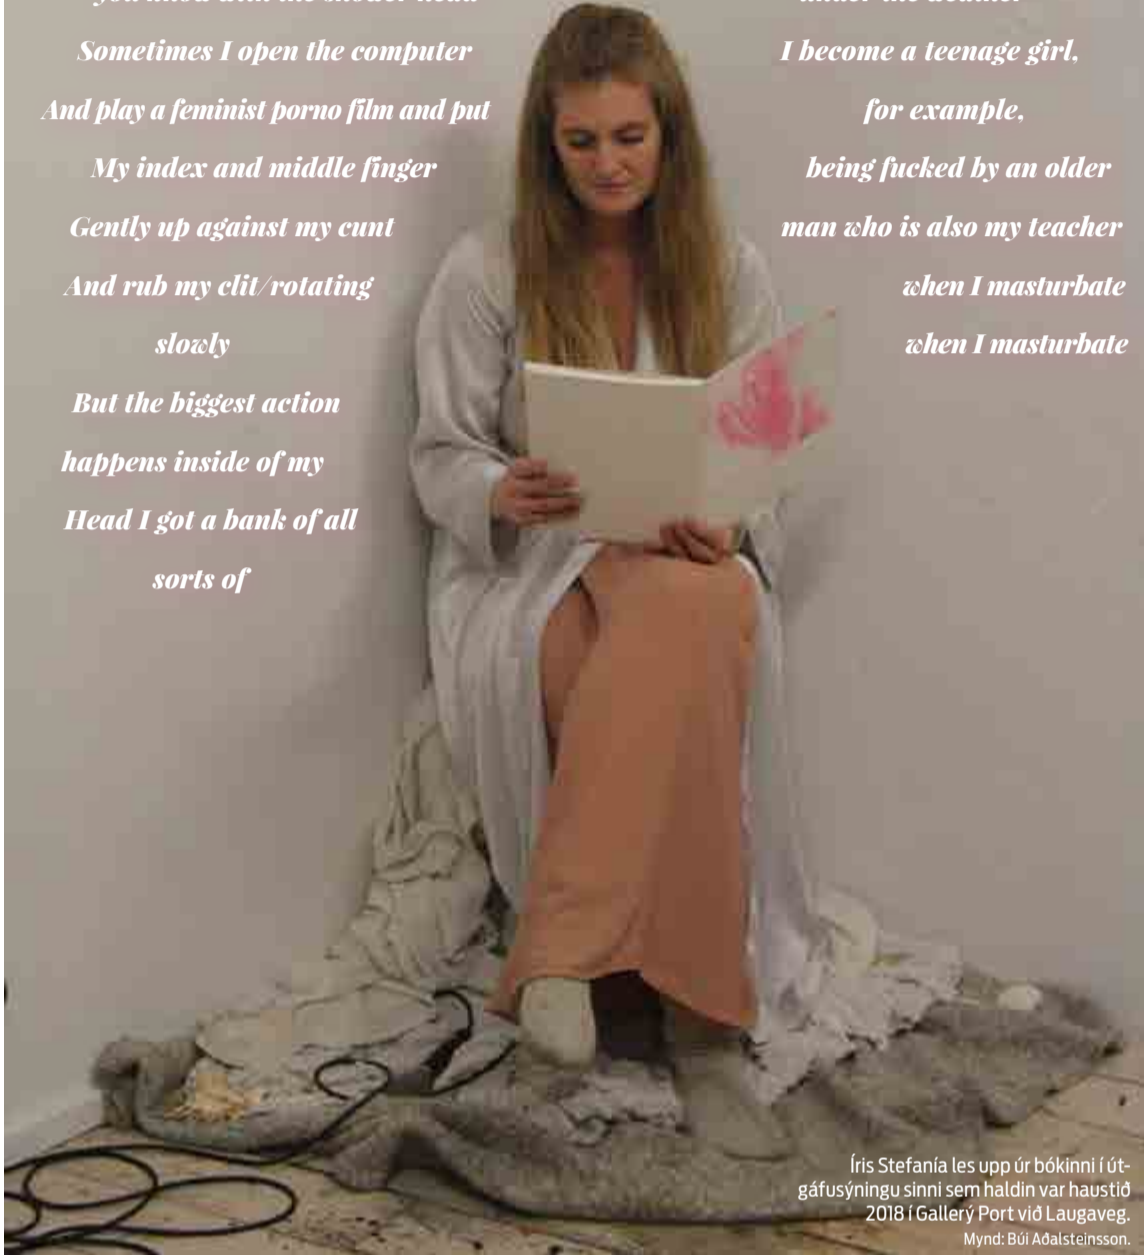 Sometimes I open the computer
And play a feminist porno film and put
My index and middle finger
Gently up against my cunt
And rub my clit/rotating
slowly
But the biggest action
happens inside of my
Head I got a bank of all
sorts of
I become a teenage girl,
for example,
being fucked by an older
man who is also my teacher
when I masturbate
when I masturbate
Íris Stefanía les upp úr bókinni í út-
gáfusýningu sinni sem haldin var haustið
2018 í Gallerý Port við Laugaveg.
Mynd: Búi Aðalsteinsson.